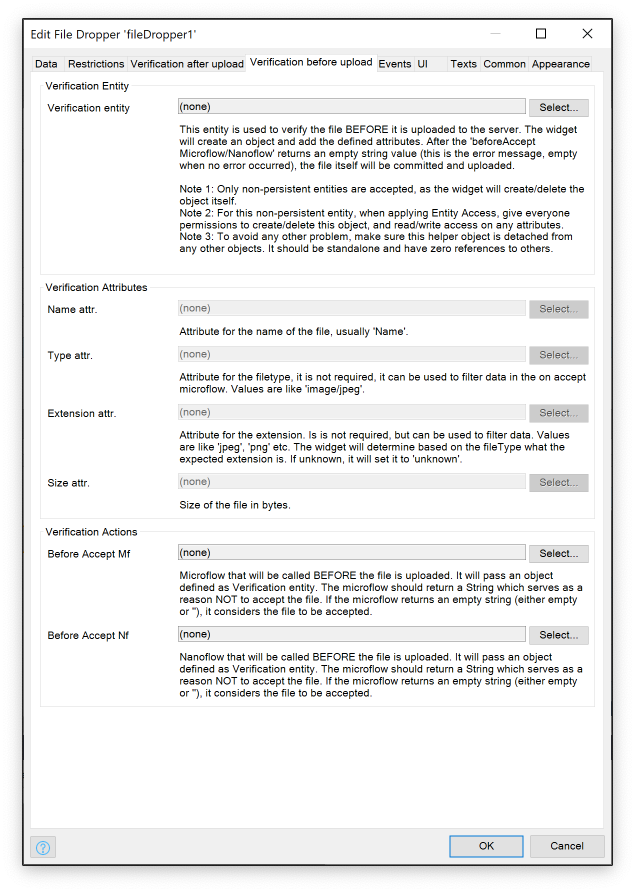 Edit File Dropper 'fileDropper1'
Data Restrictions Verification after upload Verification before upload Events UI Texts Common Appearance
Verification Entity
Verification entity (none) Select...
This entity is used to verify the file BEFORE it is uploaded to the server. The widget
will create an object and add the defined attributes. After the 'beforeAccept
Microflow/Nanoflow' returns an empty string value (this is the error message, empty
when no error occurred), the file itself will be committed and uploaded.
Note 1: Only non-persistent entities are accepted, as the widget will create/delete the
object itself.
Note 2: For this non-persistent entity, when applying Entity Access, give everyone
permissions to create/delete this object, and read/write access on any attributes.
Note 3: To avoid any other problem, make sure this helper object is detached from
any other objects. It should be standalone and have zero references to others.
Verification Attributes
Name attr. (none) Select...
Attribute for the name of the file, usually 'Name'.
Type attr. (none) Select...
Attribute for the filetype, it is not required, it can be used to filter data in the on accept
microflow. Values are like 'image/jpeg'.
Extension attr. (none) Select...
Attribute for the extension. Is is not required, but can be used to filter data. Values
are like 'jpeg', 'png' etc. The widget will determine based on the fileType what the
expected extension is. If unknown, it will set it to 'unknown'.
Size attr. (none) Select...
Size of the file in bytes.
Verification Actions
Before Accept Mf (none) Select...
Microflow that will be called BEFORE the file is uploaded. It will pass an object
defined as Verification entity. The microflow should return a String which serves as a
reason NOT to accept the file. If the microflow returns an empty string (either empty
or ''), it considers the file to be accepted.
Before Accept Nf (none) Select...
Nanoflow that will be called BEFORE the file is uploaded. It will pass an object
defined as Verification entity. The microflow should return a String which serves as a
reason NOT to accept the file. If the microflow returns an empty string (either empty
or ''), it considers the file to be accepted.
? OK Cancel